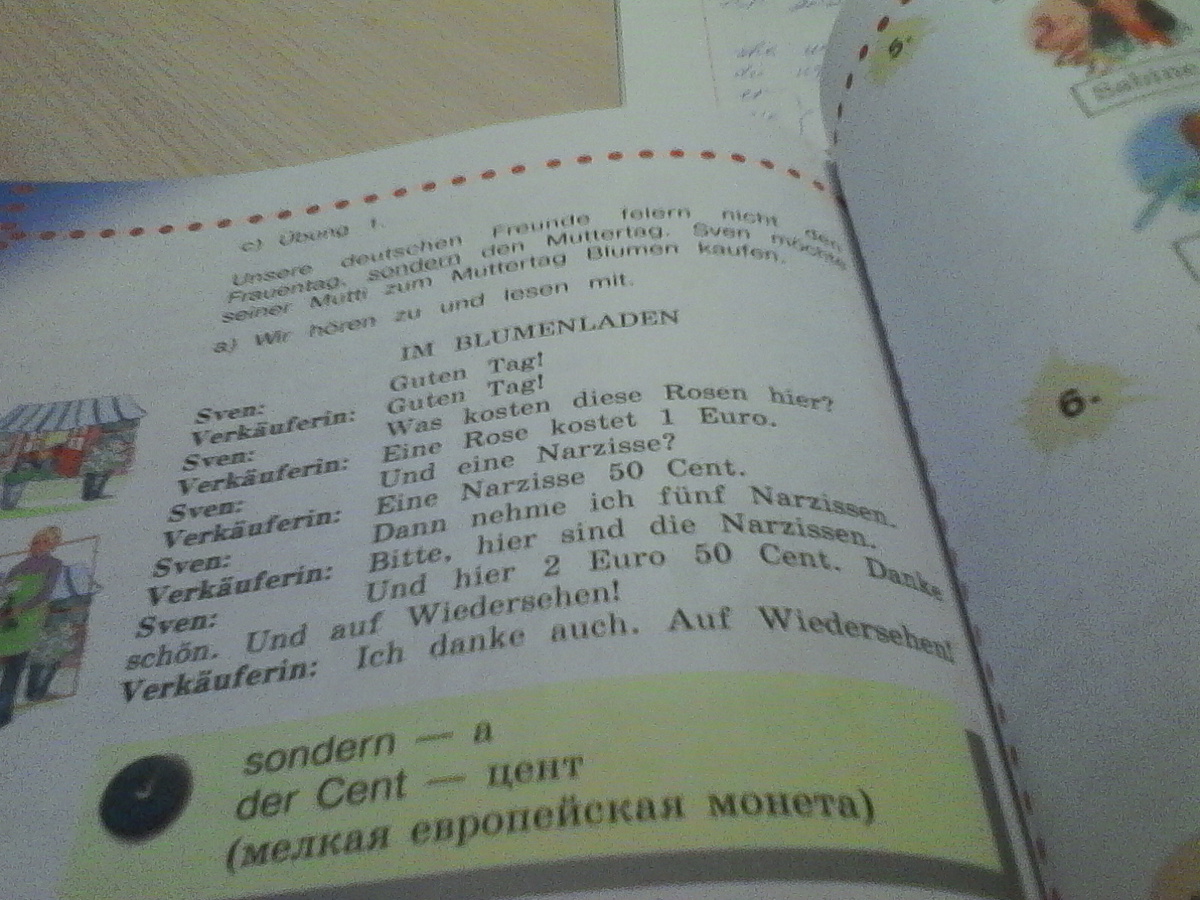 c) Übung 1.
Unsere deutschen Freunde feiern nicht den
Frauentag, sondern den Muttertag. Sven möchte
seiner Mutti zum Muttertag Blumen kaufen.
a) Wir hören zu und lesen mit.
IM BLUMENLADEN
Sven: Guten Tag!
Verkäuferin: Guten Tag!
Sven: Was kosten diese Rosen hier?
Verkäuferin: Eine Rose kostet 1 Euro.
Sven: Und eine Narzisse?
Verkäuferin: Eine Narzisse 50 Cent.
Sven: Dann nehme ich fünf Narzissen.
Verkäuferin: Bitte, hier sind die Narzissen.
Sven: Und hier 2 Euro 50 Cent. Danke
schön. Und auf Wiedersehen!
Verkäuferin: Ich danke auch. Auf Wiedersehen!
sondern — а
der Cent — цент
(мелкая европейская монета)
5.
Sabine
6.